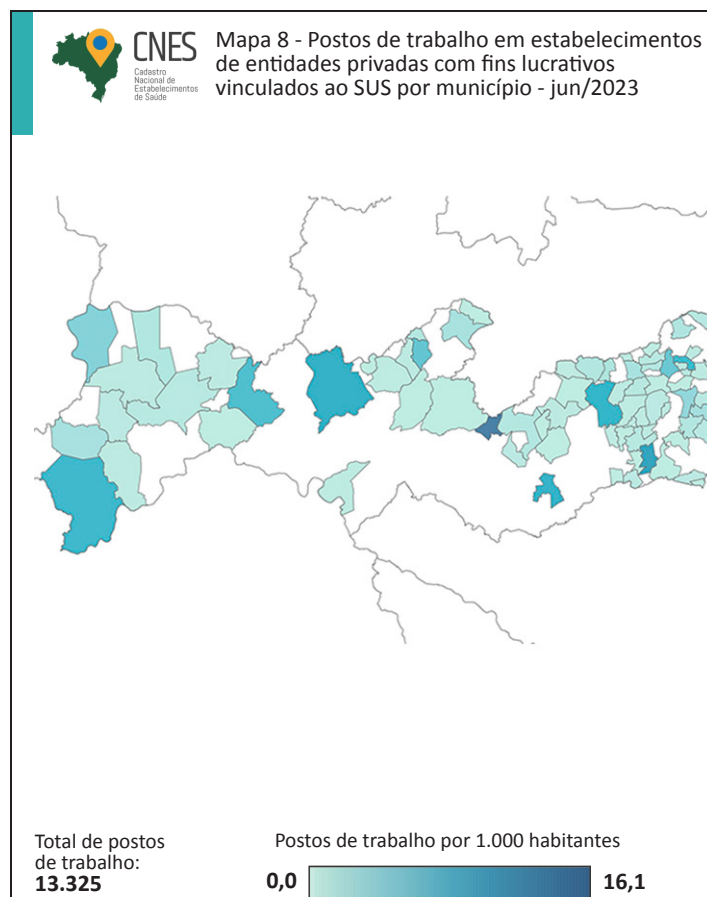 CNES
Cadastro
Nacional de
Estabelecimentos
de Saúde
Mapa 8 - Postos de trabalho em estabelecimentos
de entidades privadas com fins lucrativos
vinculados ao SUS por município - jun/2023
Total de postos
de trabalho:
13.325
Postos de trabalho por 1.000 habitantes
0,0
16,1